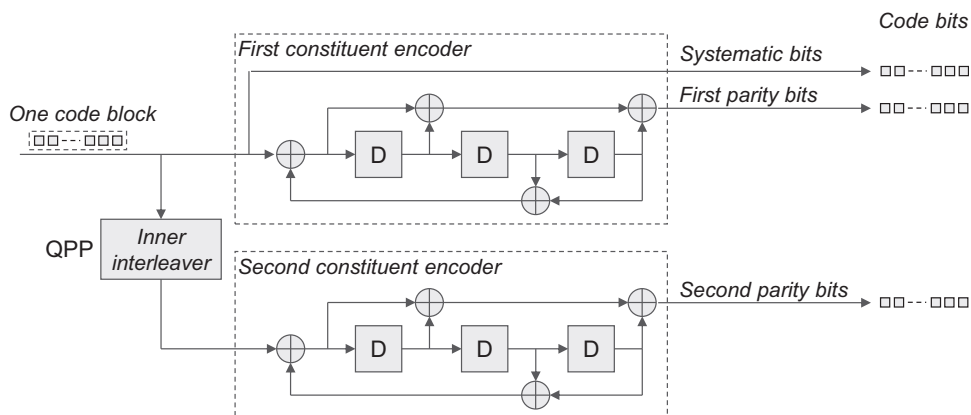 Code bits
First constituent encoder
Systematic bits
First parity bits
One code block
D
D
D
QPP
Inner
interleaver
Second constituent encoder
Second parity bits
D
D
D